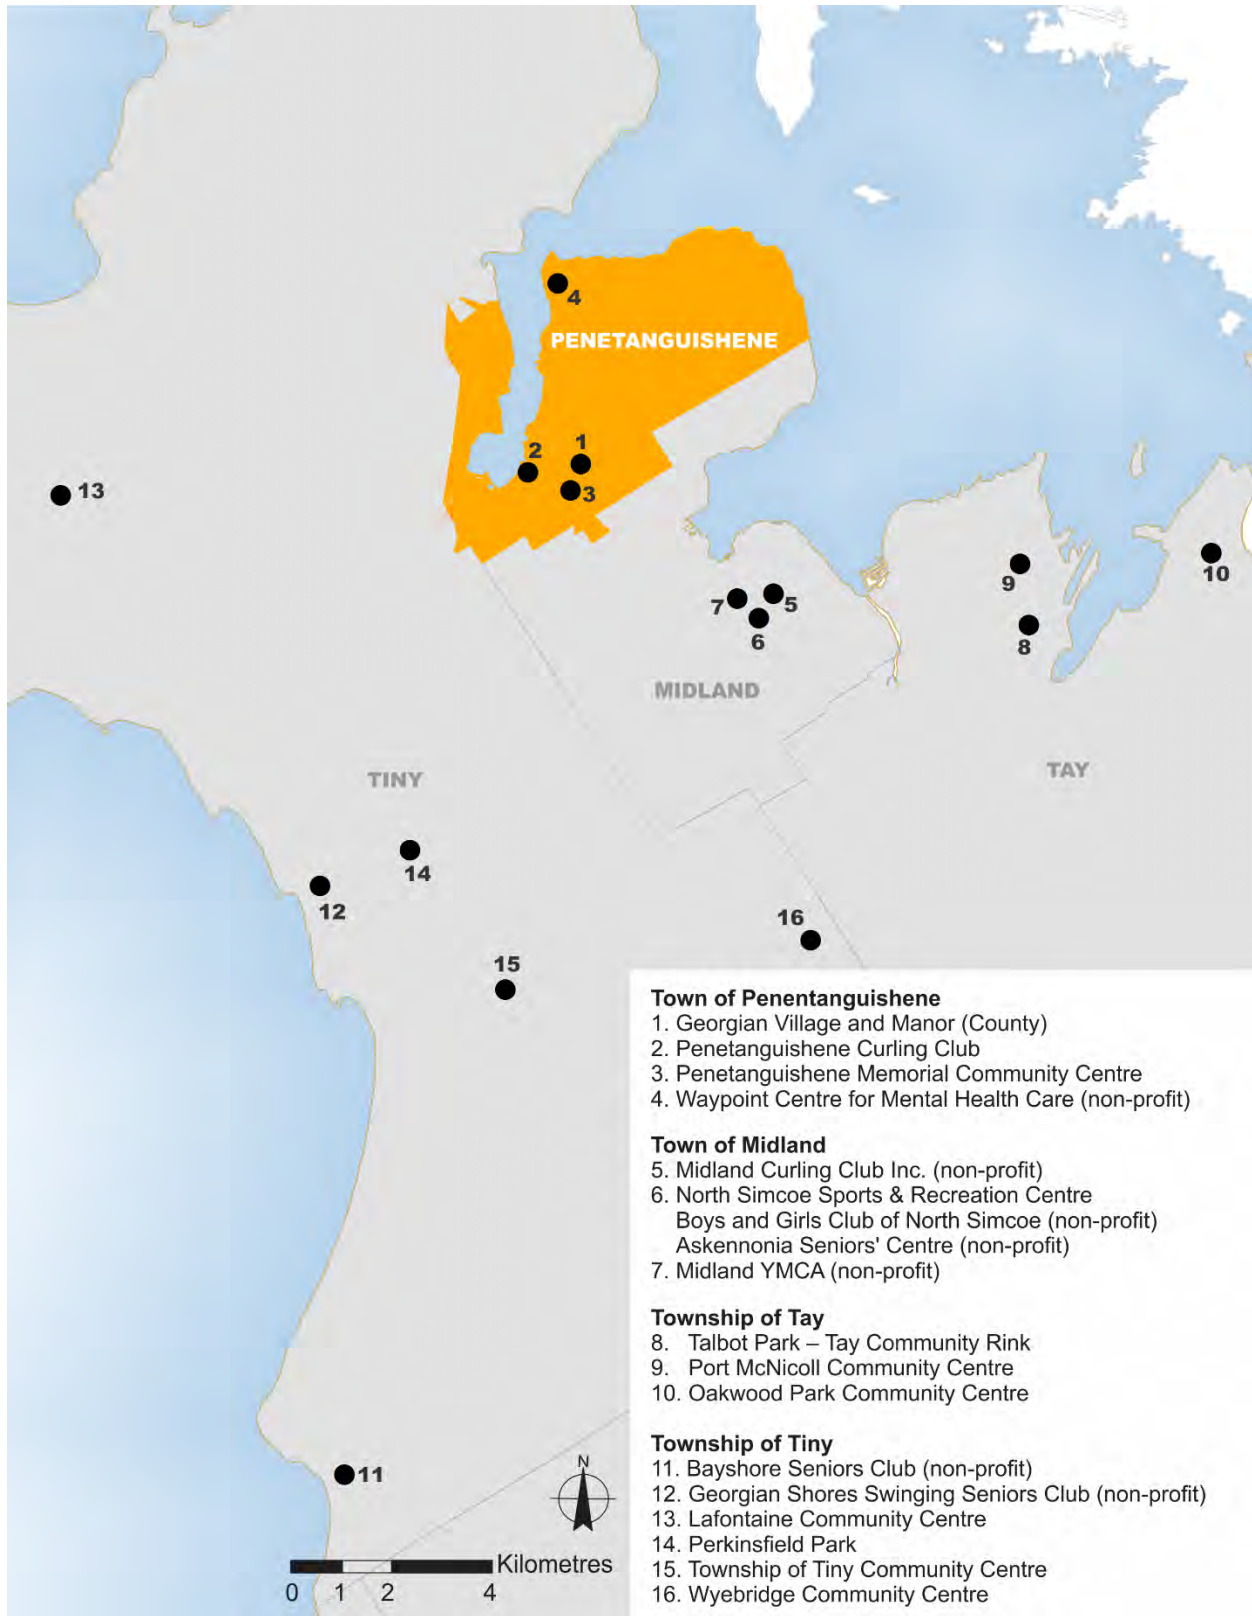 4
PENETANGUISHENE
1
2
3
13
10
9
7
5
6
8
MIDLAND
TAY
TINY
14
12
16
15
11
N
Kilometres
0 1 2 4
Town of Penentanguishene
1. Georgian Village and Manor (County)
2. Penetanguishene Curling Club
3. Penetanguishene Memorial Community Centre
4. Waypoint Centre for Mental Health Care (non-profit)
Town of Midland
5. Midland Curling Club Inc. (non-profit)
6. North Simcoe Sports & Recreation Centre
Boys and Girls Club of North Simcoe (non-profit)
Askennonia Seniors' Centre (non-profit)
7. Midland YMCA (non-profit)
Township of Tay
8. Talbot Park – Tay Community Rink
9. Port McNicoll Community Centre
10. Oakwood Park Community Centre
Township of Tiny
11. Bayshore Seniors Club (non-profit)
12. Georgian Shores Swinging Seniors Club (non-profit)
13. Lafontaine Community Centre
14. Perkinsfield Park
15. Township of Tiny Community Centre
16. Wyebridge Community Centre